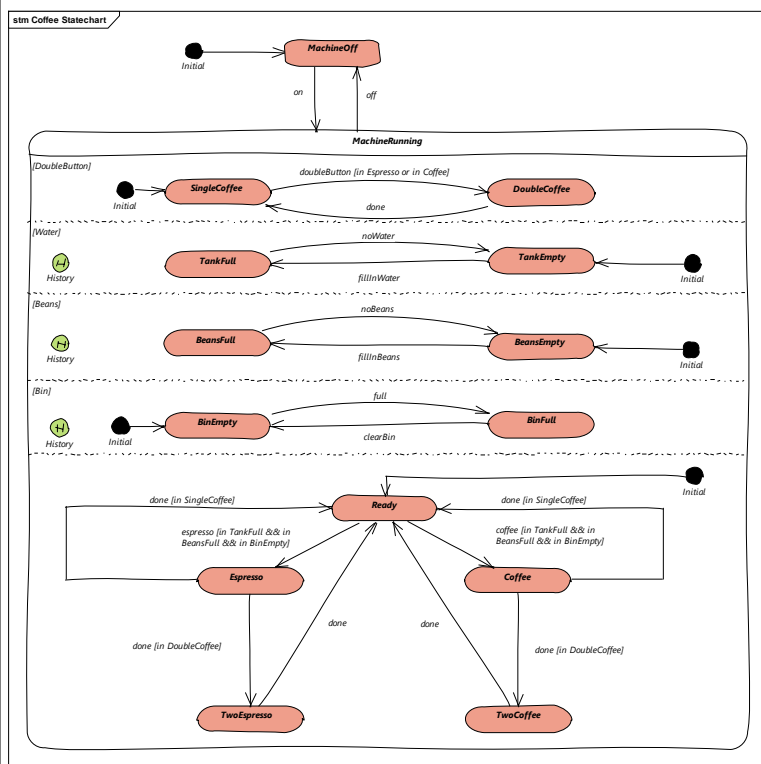 stm Coffee Statechart
MachineOff
Initial
on
off
MachineRunning
[DoubleButton]
doubleButton [in Espresso or in Coffee]
SingleCoffee
DoubleCoffee
Initial
done
[Water]
noWater
TankFull
TankEmpty
History
fillInWater
Initial
[Beans]
noBeans
BeansFull
BeansEmpty
History
fillInBeans
Initial
[Bin]
full
BinEmpty
BinFull
History
Initial
clearBin
Initial
done [in SingleCoffee]
Ready
done [in SingleCoffee]
espresso [in TankFull && in
BeansFull && in BinEmpty]
coffee [in TankFull && in
BeansFull && in BinEmpty]
Espresso
Coffee
done
done
done [in DoubleCoffee]
done [in DoubleCoffee]
TwoEspresso
TwoCoffee